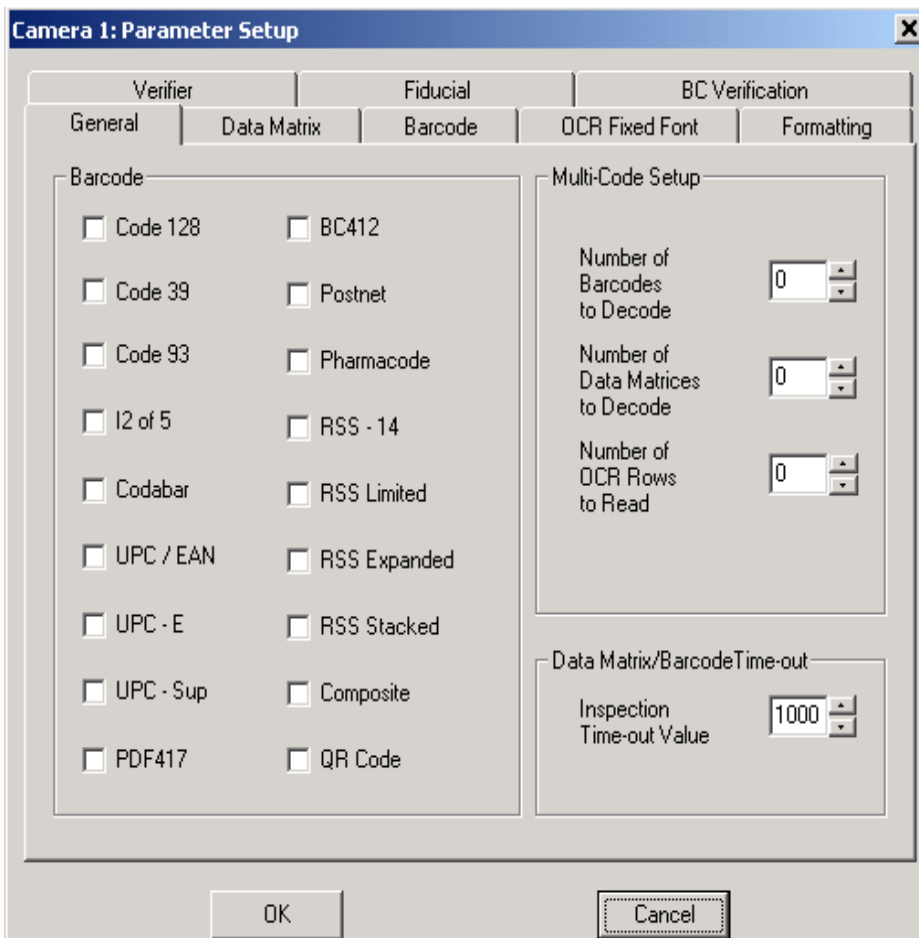 Camera 1: Parameter Setup
Verifier
Fiducial
BC Verification
General
Data Matrix
Barcode
OCR Fixed Font
Formatting
Barcode
Code 128
Code 39
Code 93
I2 of 5
Codabar
UPC / EAN
UPC - E
UPC - Sup
PDF417
BC412
Postnet
Pharmacode
RSS - 14
RSS Limited
RSS Expanded
RSS Stacked
Composite
QR Code
Multi-Code Setup
Number of
Barcodes
to Decode
0
Number of
Data Matrices
to Decode
0
Number of
OCR Rows
to Read
0
Data Matrix/BarcodeTime-out
Inspection
Time-out Value
1000
OK
Cancel